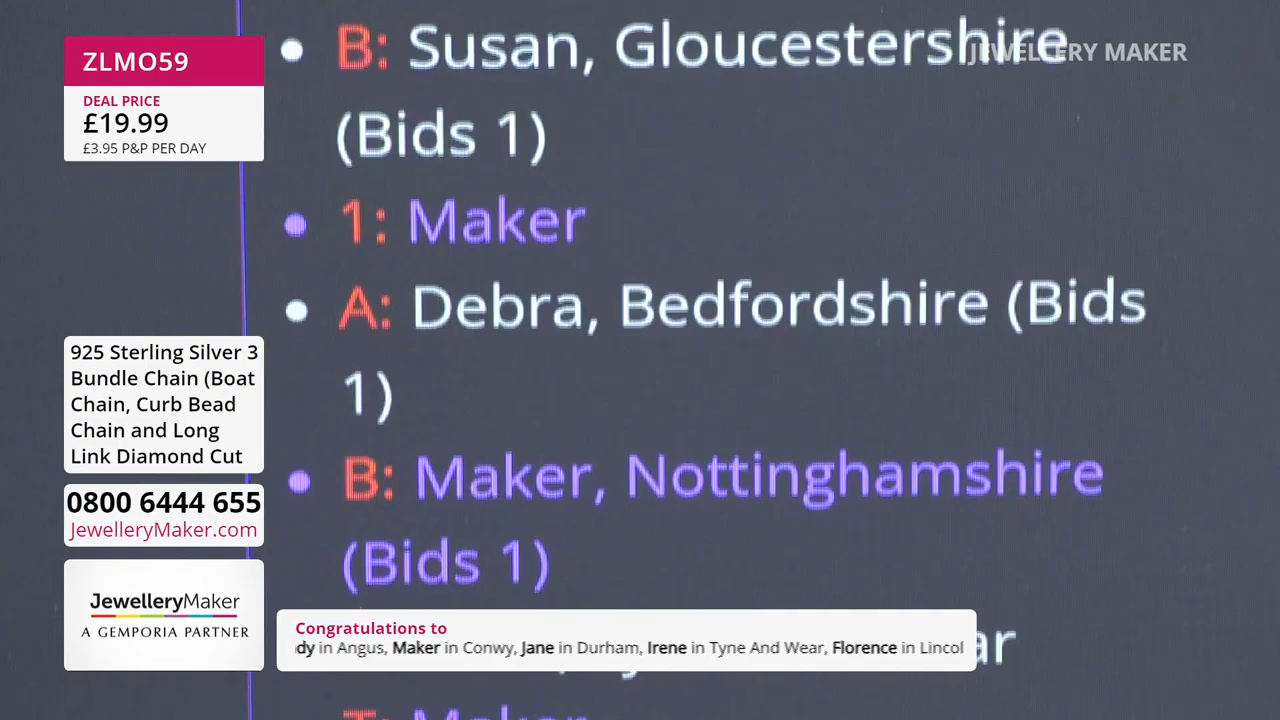 ZLMO59
DEAL PRICE
£19.99
£3.95 P&P PER DAY
JEWELLERY MAKER
B: Susan, Gloucestershire
(Bids 1)
1: Maker
A: Debra, Bedfordshire (Bids
1)
B: Maker, Nottinghamshire
(Bids 1)
925 Sterling Silver 3
Bundle Chain (Boat
Chain, Curb Bead
Chain and Long
Link Diamond Cut
0800 6444 655
JewelleryMaker.com
JewelleryMaker
A GEMPORIA PARTNER
Congratulations to
dy in Angus, Maker in Conwy, Jane in Durham, Irene in Tyne And Wear, Florence in Lincol
T: Maker